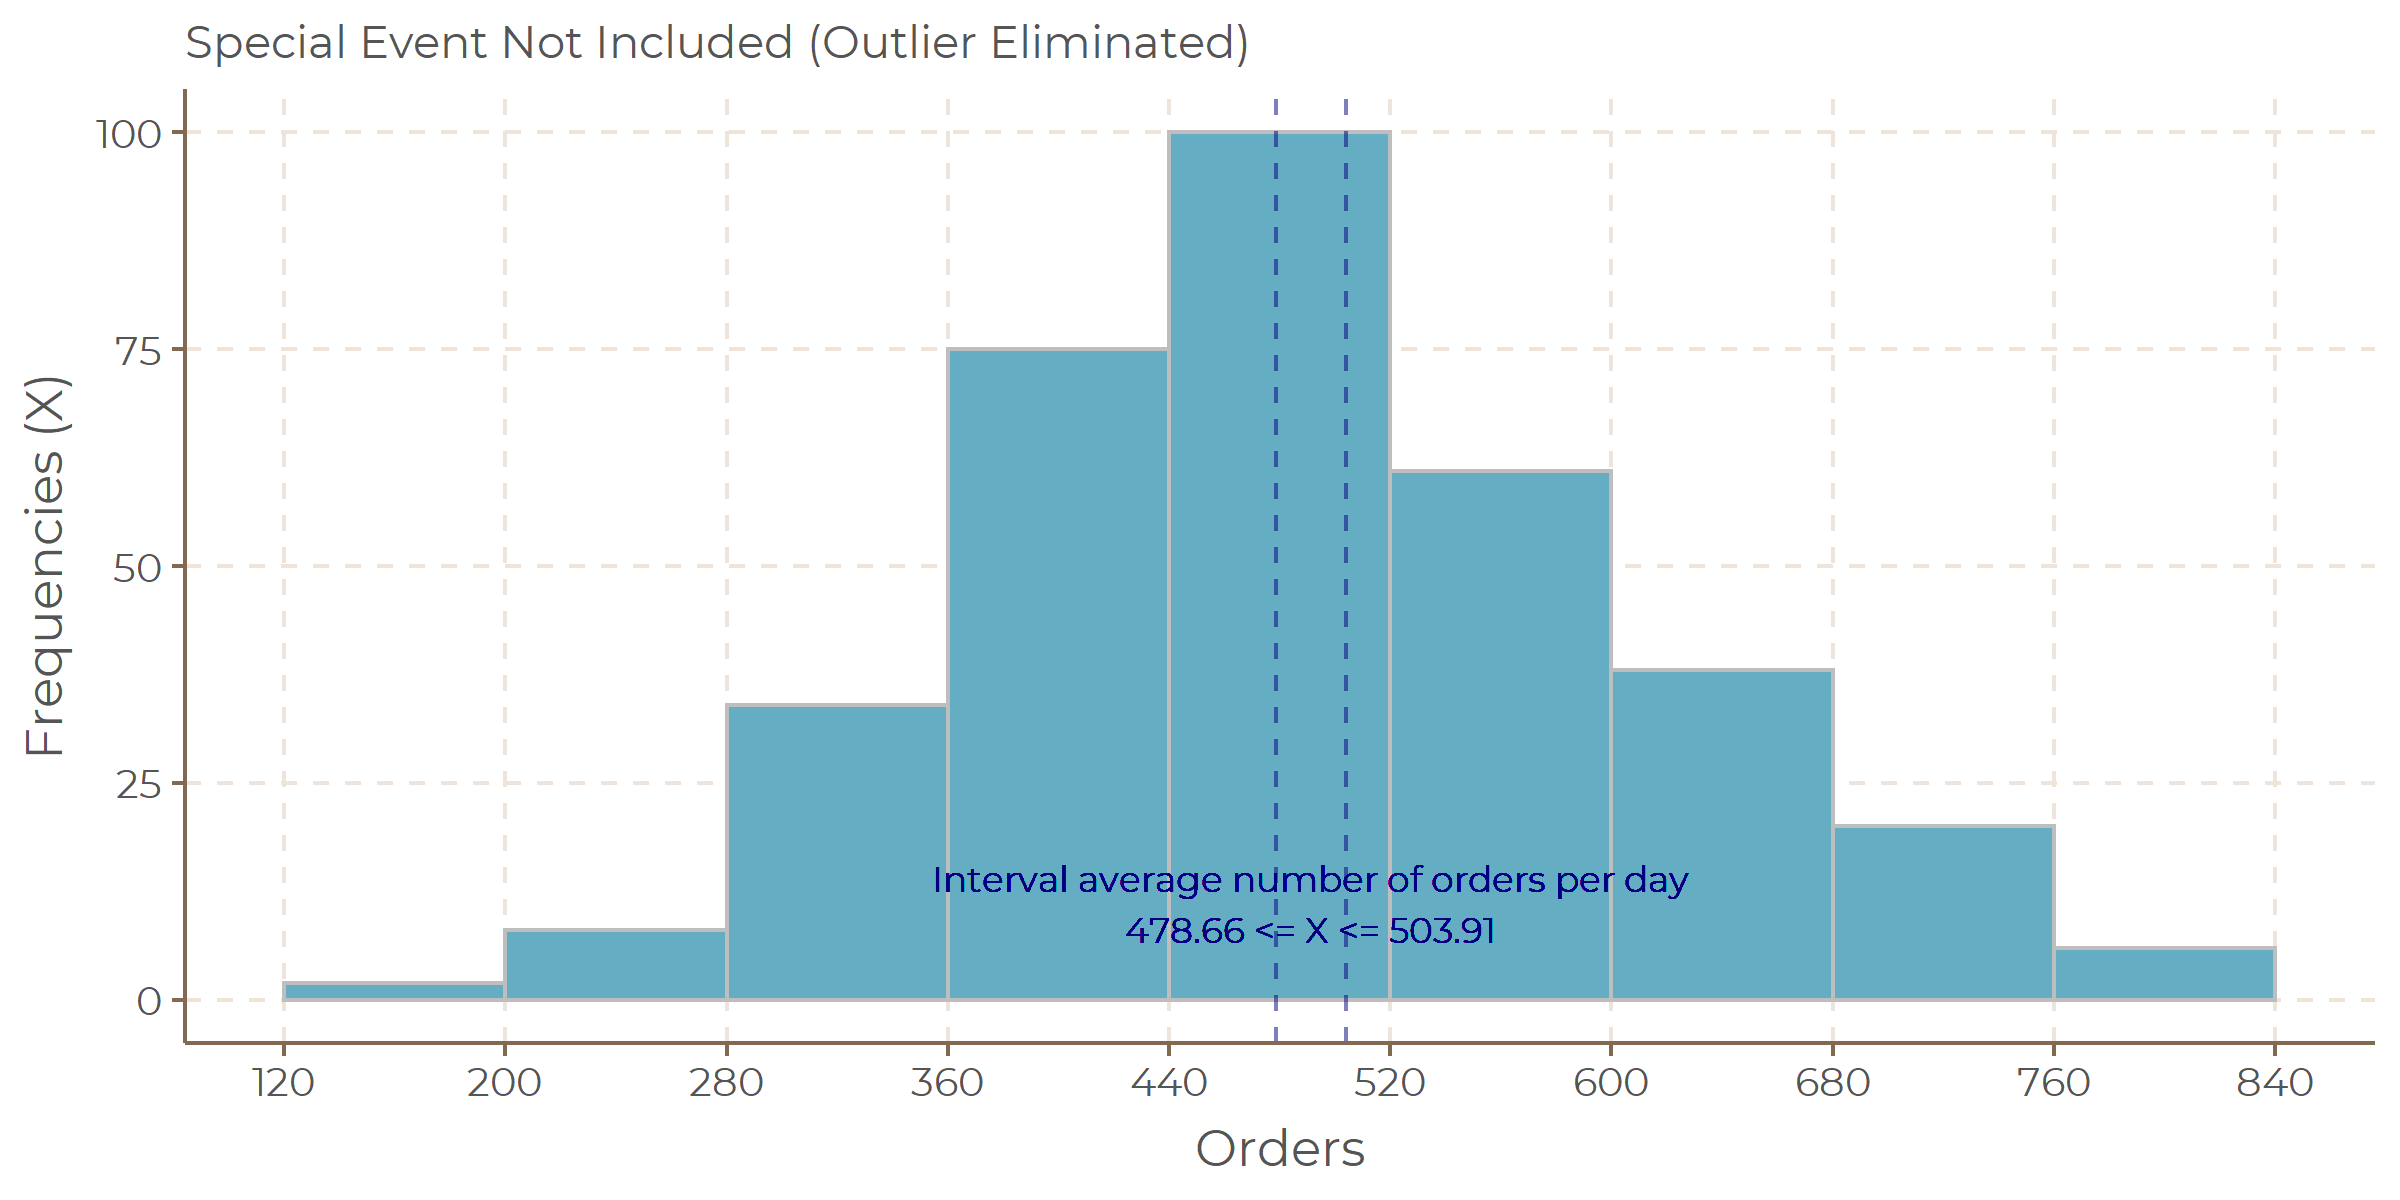 Special Event Not Included (Outlier Eliminated)
Frequencies (X)
100
75
50
25
0
Interval average number of orders per day
478.66 <= X <= 503.91
120 200 280 360 440 520 600 680 760 840
Orders